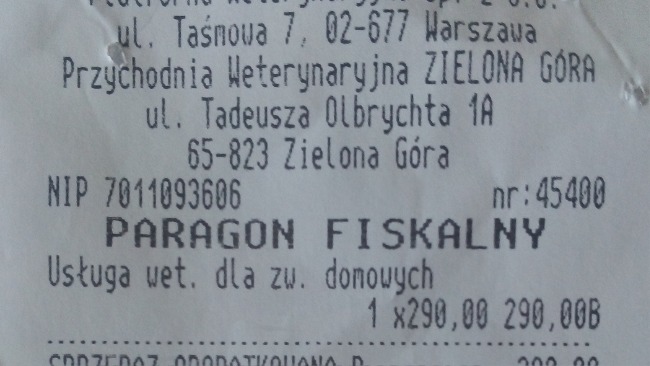 ul. Taśmowa 7, 02-677 Warszawa
Przychodnia Weterynaryjna ZIELONA GÓRA
ul. Tadeusza Olbrychta 1A
65-823 Zielona Góra
NIP 7011093606 nr:45400
PARAGON FISKALNY
Usługa wet. dla zw. domowych
1 x290,00 290,00B